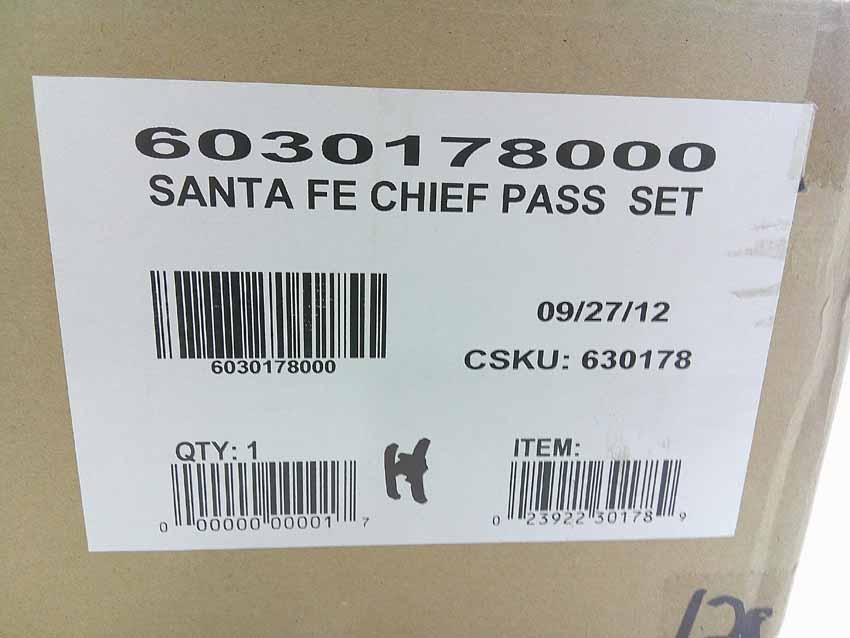 6030178000
SANTA FE CHIEF PASS SET
6030178000
09/27/12
CSKU: 630178
QTY: 1
0 00000 00001 7
H
ITEM:
0 23922 30178 9